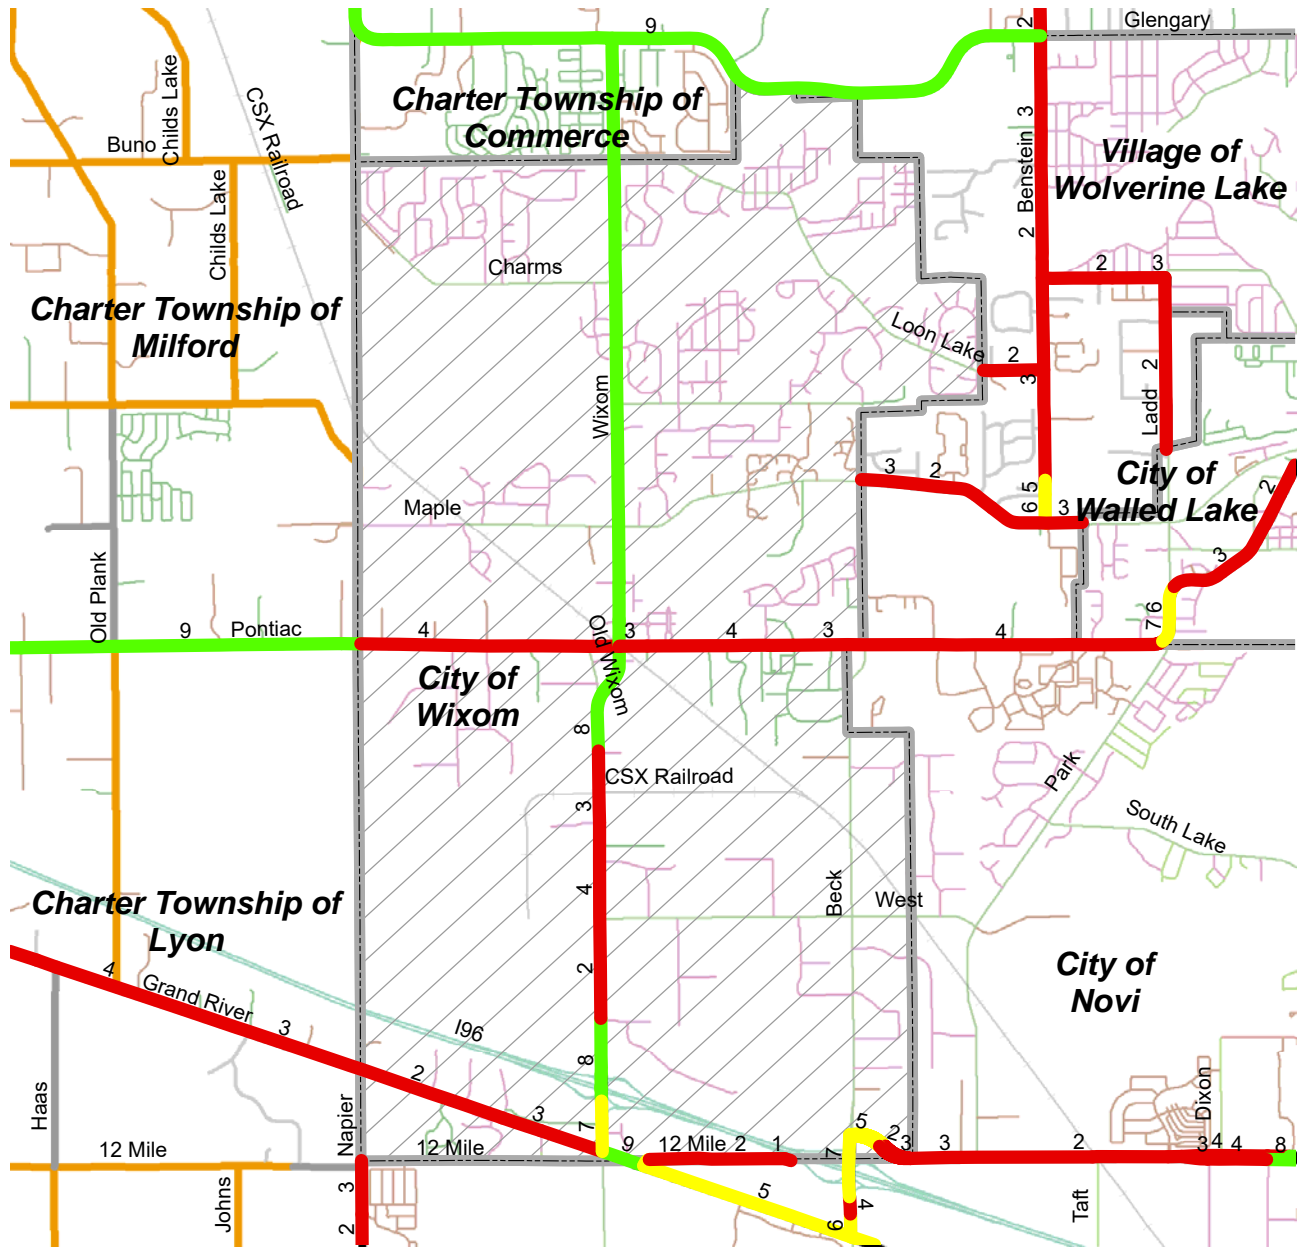 2
Glengary
9
Childs Lake
CSX Railroad
Charter Township of
Commerce
3
Benstein
Buno
Village of
Wolverine Lake
Childs Lake
2
Charms
2
3
Charter Township of
Milford
Loon Lake
2
3
2
Ladd
Wixom
3
2
City of
Walled Lake
2
5
6
3
Maple
Old Plank
3
7 6
9
Pontiac
4
Old Wixom
3
4
3
4
City of
Wixom
8
CSX Railroad
Park
3
South Lake
4
Beck
West
Charter Township of
Lyon
2
City of
Novi
4
Grand River
3
I96
8
2
Haas
Napier
3
7
Dixon
12 Mile
12 Mile
9
12 Mile
2
1
5
7
2
3
3
2
3
4
4
8
Johns
3
2
5
4
6
Taft